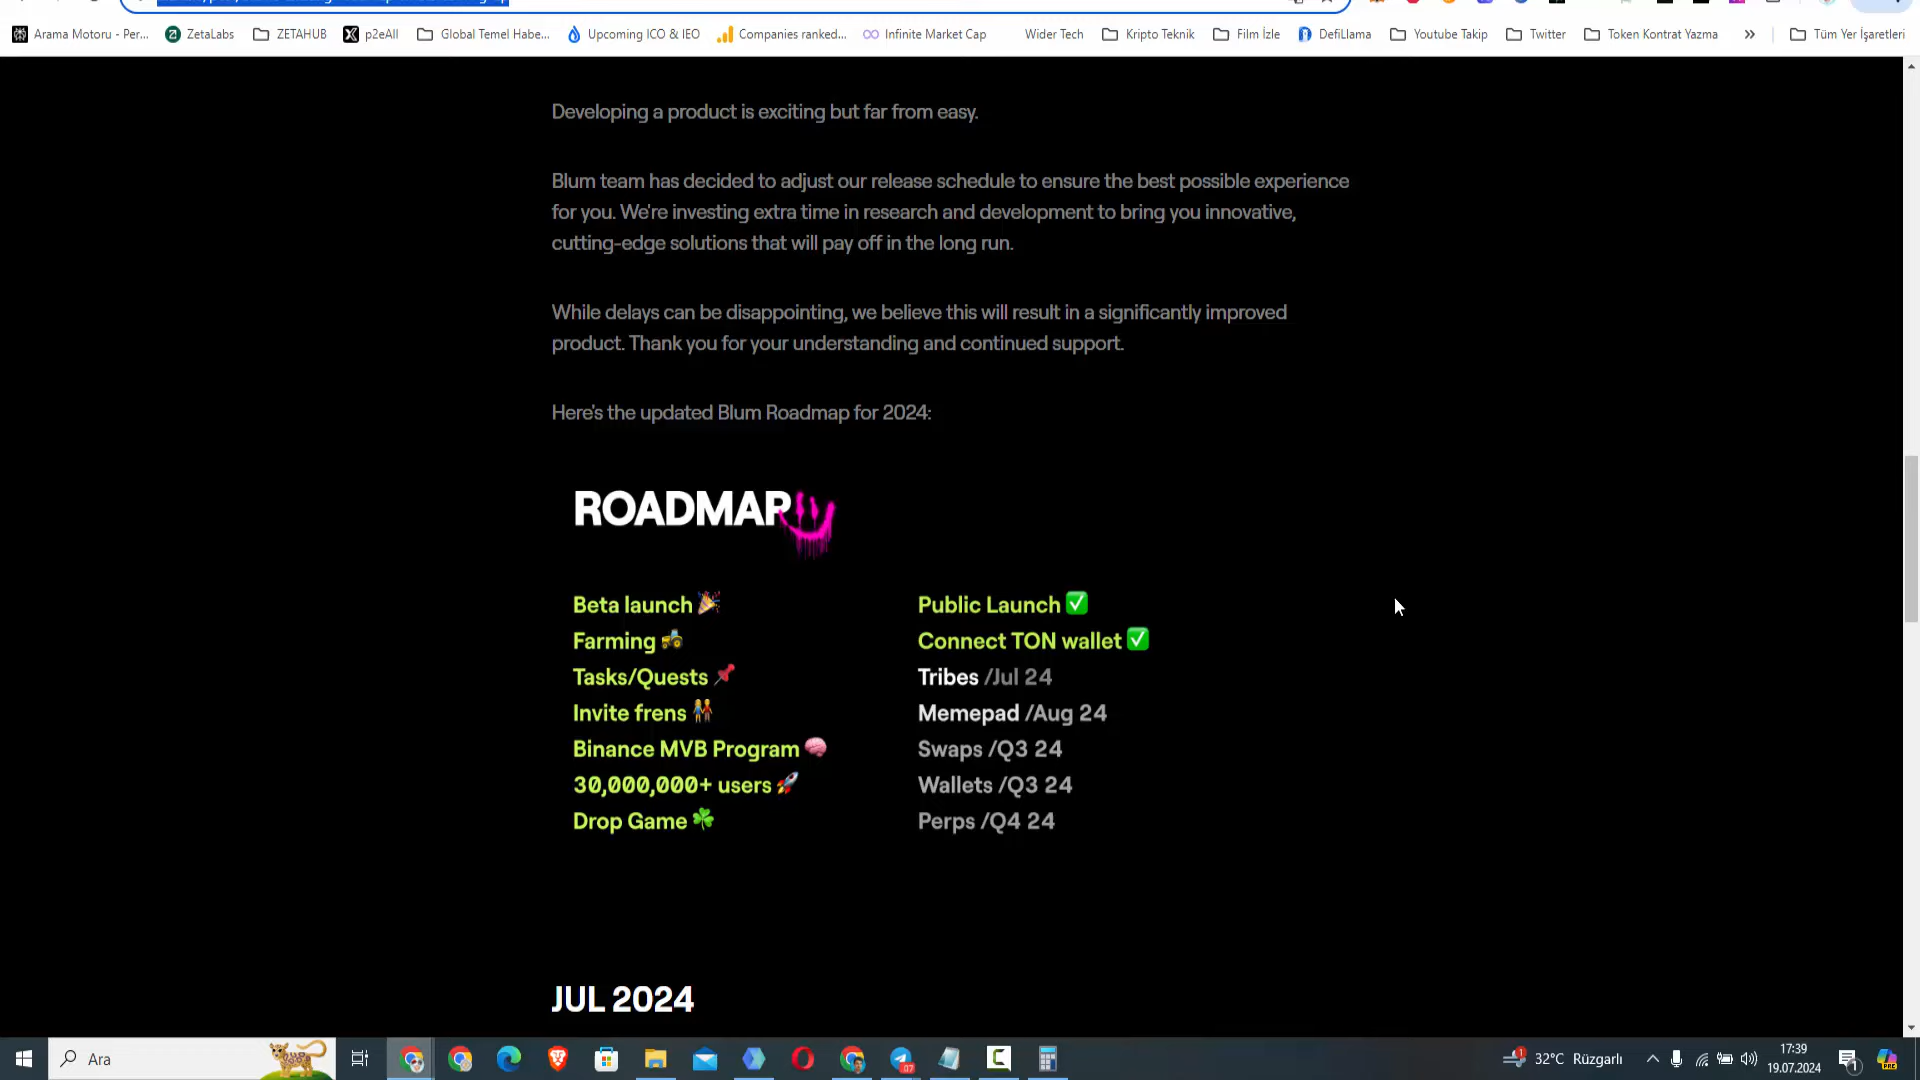 Arama Motoru - Per...
ZetaLabs
ZETAHUB
p2eAll
Global Temel Habe...
Upcoming ICO & IEO
Companies ranked...
Infinite Market Cap
Wider Tech
Kripto Teknik
Film İzle
DefiLlama
Youtube Takip
Twitter
Token Kontrat Yazma
»
Tüm Yer İşaretleri
Developing a product is exciting but far from easy.
Blum team has decided to adjust our release schedule to ensure the best possible experience
for you. We're investing extra time in research and development to bring you innovative,
cutting-edge solutions that will pay off in the long run.
While delays can be disappointing, we believe this will result in a significantly improved
product. Thank you for your understanding and continued support.
Here's the updated Blum Roadmap for 2024:
ROADMAP
Beta launch 🎉
Farming 🚜
Tasks/Quests 📌
Invite frens 👫
Binance MVB Program 🧠
30,000,000+ users 🚀
Drop Game ☘️
Public Launch ✅
Connect TON wallet ✅
Tribes /Jul 24
Memepad /Aug 24
Swaps /Q3 24
Wallets /Q3 24
Perps /Q4 24
JUL 2024
Ara
32°C Rüzgarlı
17:39
19.07.2024